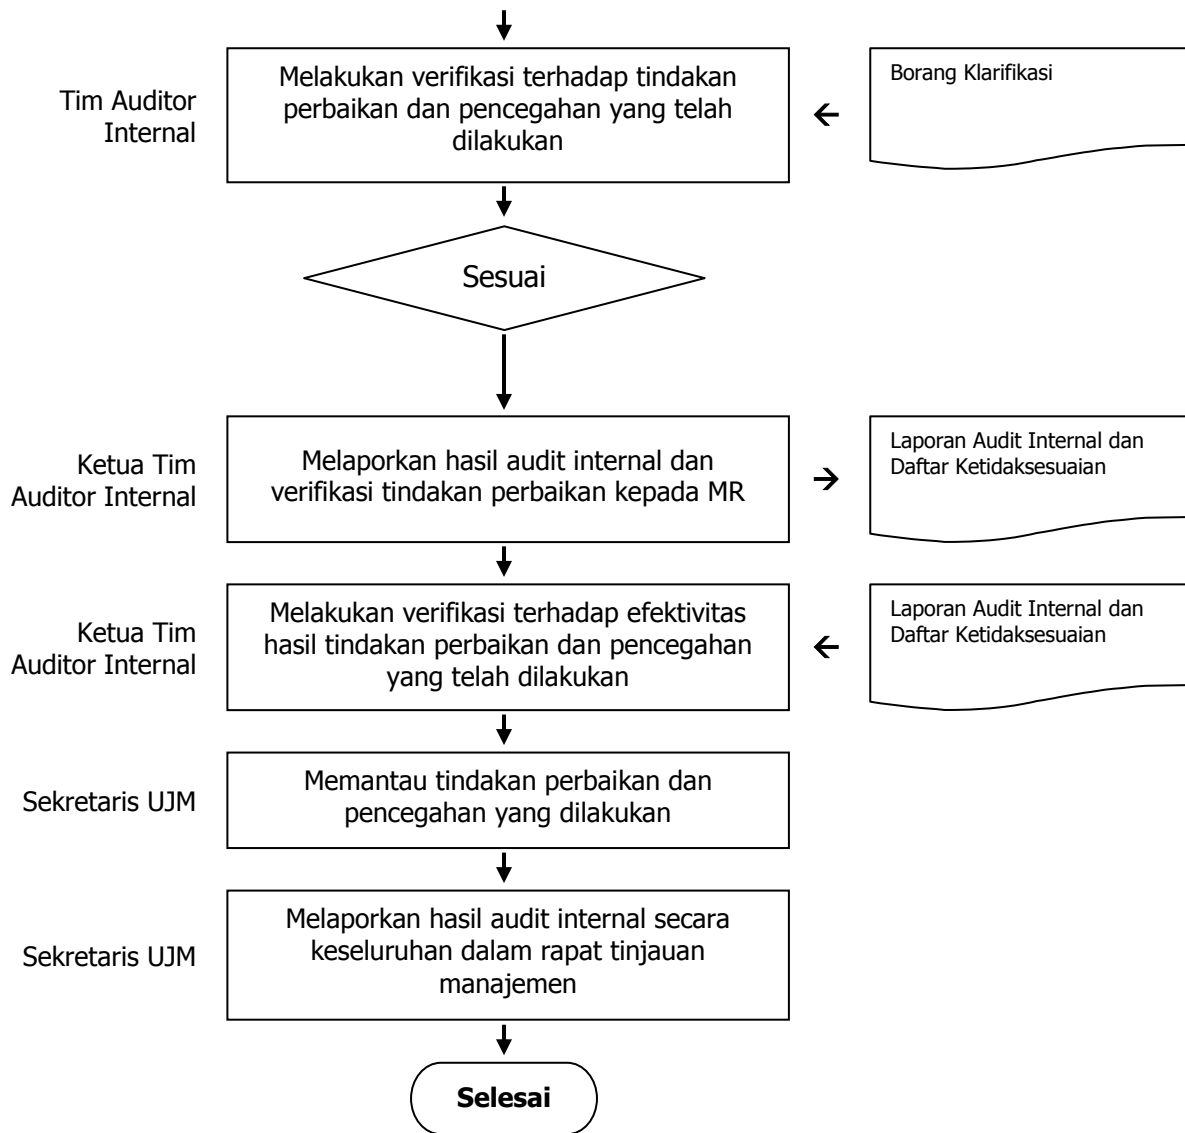 Tim Auditor
Internal
Melakukan verifikasi terhadap tindakan
perbaikan dan pencegahan yang telah
dilakukan
Borang Klarifikasi
Sesuai
Ketua Tim
Auditor Internal
Melaporkan hasil audit internal dan
verifikasi tindakan perbaikan kepada MR
Laporan Audit Internal dan
Daftar Ketidaksesuaian
Ketua Tim
Auditor Internal
Melakukan verifikasi terhadap efektivitas
hasil tindakan perbaikan dan pencegahan
yang telah dilakukan
Laporan Audit Internal dan
Daftar Ketidaksesuaian
Sekretaris UJM
Memantau tindakan perbaikan dan
pencegahan yang dilakukan
Sekretaris UJM
Melaporkan hasil audit internal secara
keseluruhan dalam rapat tinjauan
manajemen
Selesai